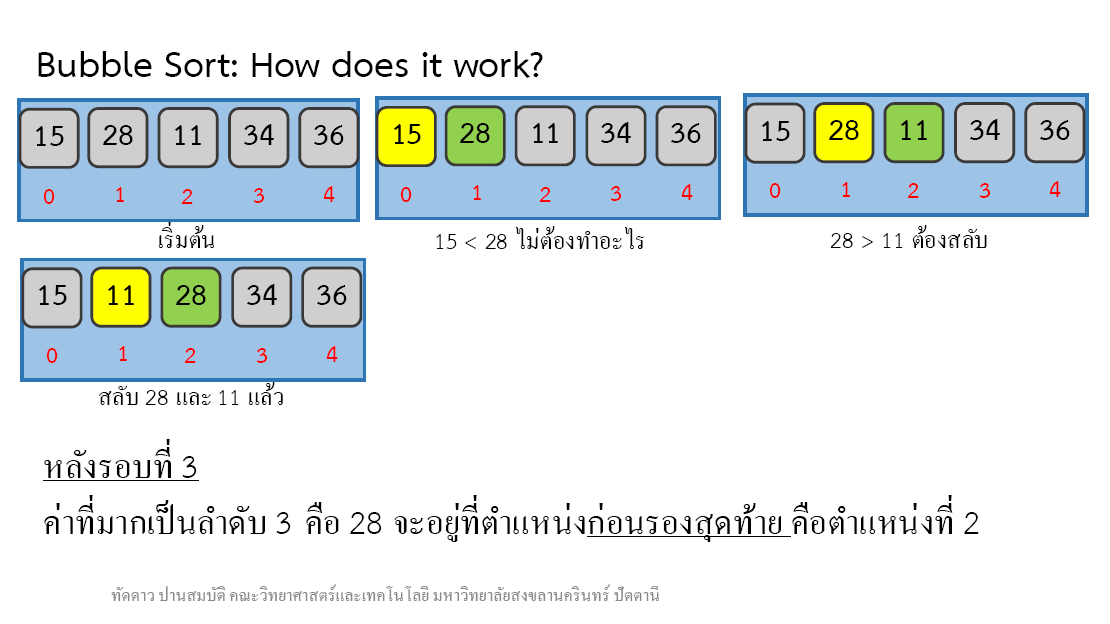 Bubble Sort: How does it work?
15 28 11 34 36
0 1 2 3 4
เริ่มต้น
15 28 11 34 36
0 1 2 3 4
15 < 28 ไม่ต้องทำอะไร
15 28 11 34 36
0 1 2 3 4
28 > 11 ต้องสลับ
15 11 28 34 36
0 1 2 3 4
สลับ 28 และ 11 แล้ว
หลังรอบที่ 3
ค่าที่มากเป็นลำดับ 3 คือ 28 จะอยู่ที่ตำแหน่งก่อนรองสุดท้าย คือตำแหน่งที่ 2
ทัดดาว ปานสมบัติ คณะวิทยาศาสตร์และเทคโนโลยี มหาวิทยาลัยสงขลานครินทร์ ปัตตานี